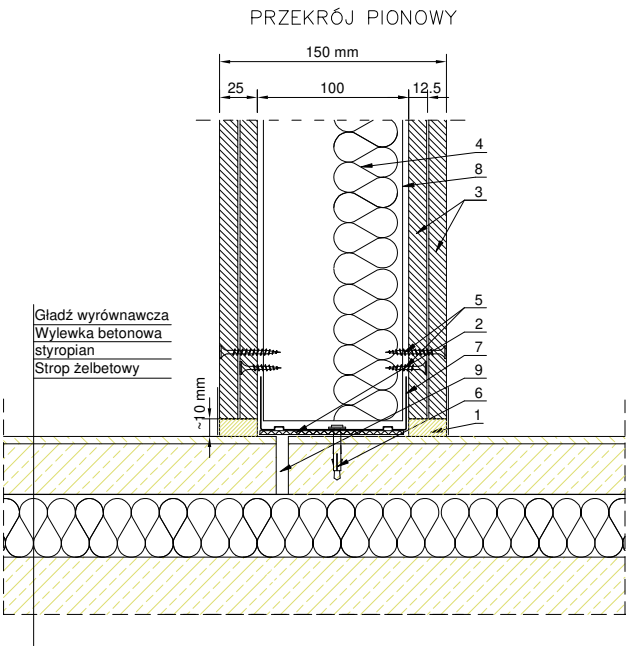 PRZEKRÓJ PIONOWY
150 mm
25 100 12.5
4
8
3
5
2
7
9
6
1
Gładź wyrównawcza
Wylewka betonowa
styropian
Strop żelbetowy
~10 mm